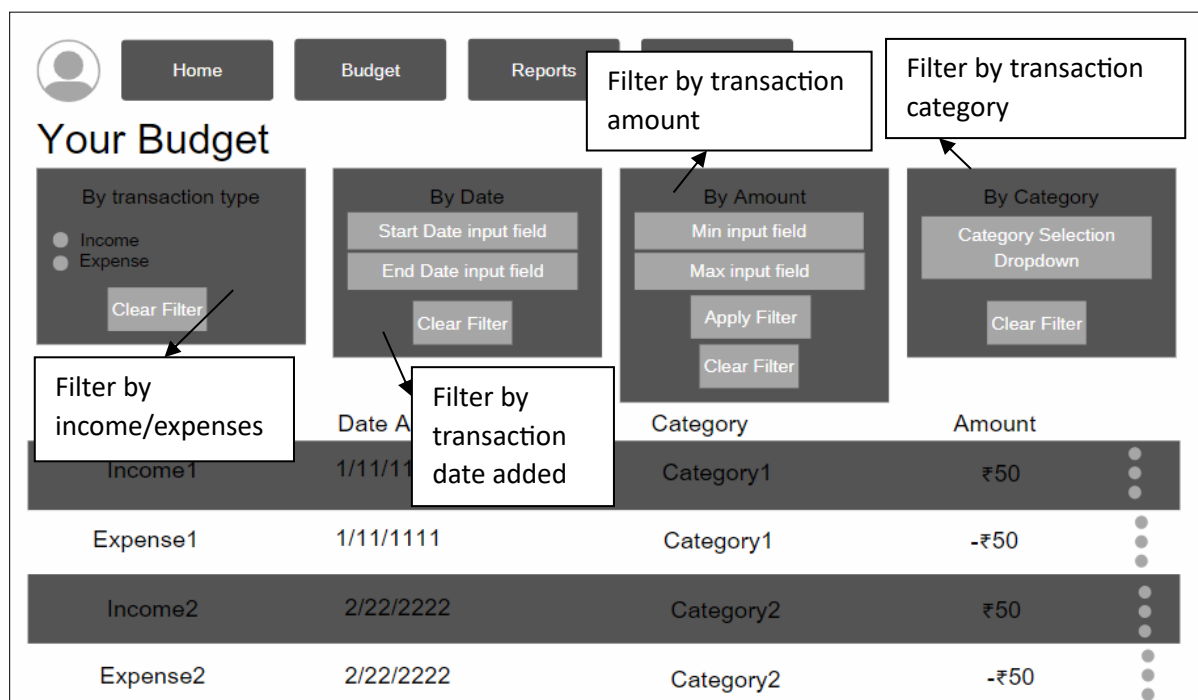 Home
Budget
Reports
Filter by transaction
amount
Filter by transaction
category
Your Budget
By transaction type
Income
Expense
Clear Filter
By Date
Start Date input field
End Date input field
Clear Filter
By Amount
Min input field
Max input field
Apply Filter
Clear Filter
By Category
Category Selection
Dropdown
Clear Filter
Filter by
income/expenses
Filter by
transaction
date added
Date Category Amount
Income1 1/11/11 Category1 ₹50
Expense1 1/11/1111 Category1 -₹50
Income2 2/22/2222 Category2 ₹50
Expense2 2/22/2222 Category2 -₹50